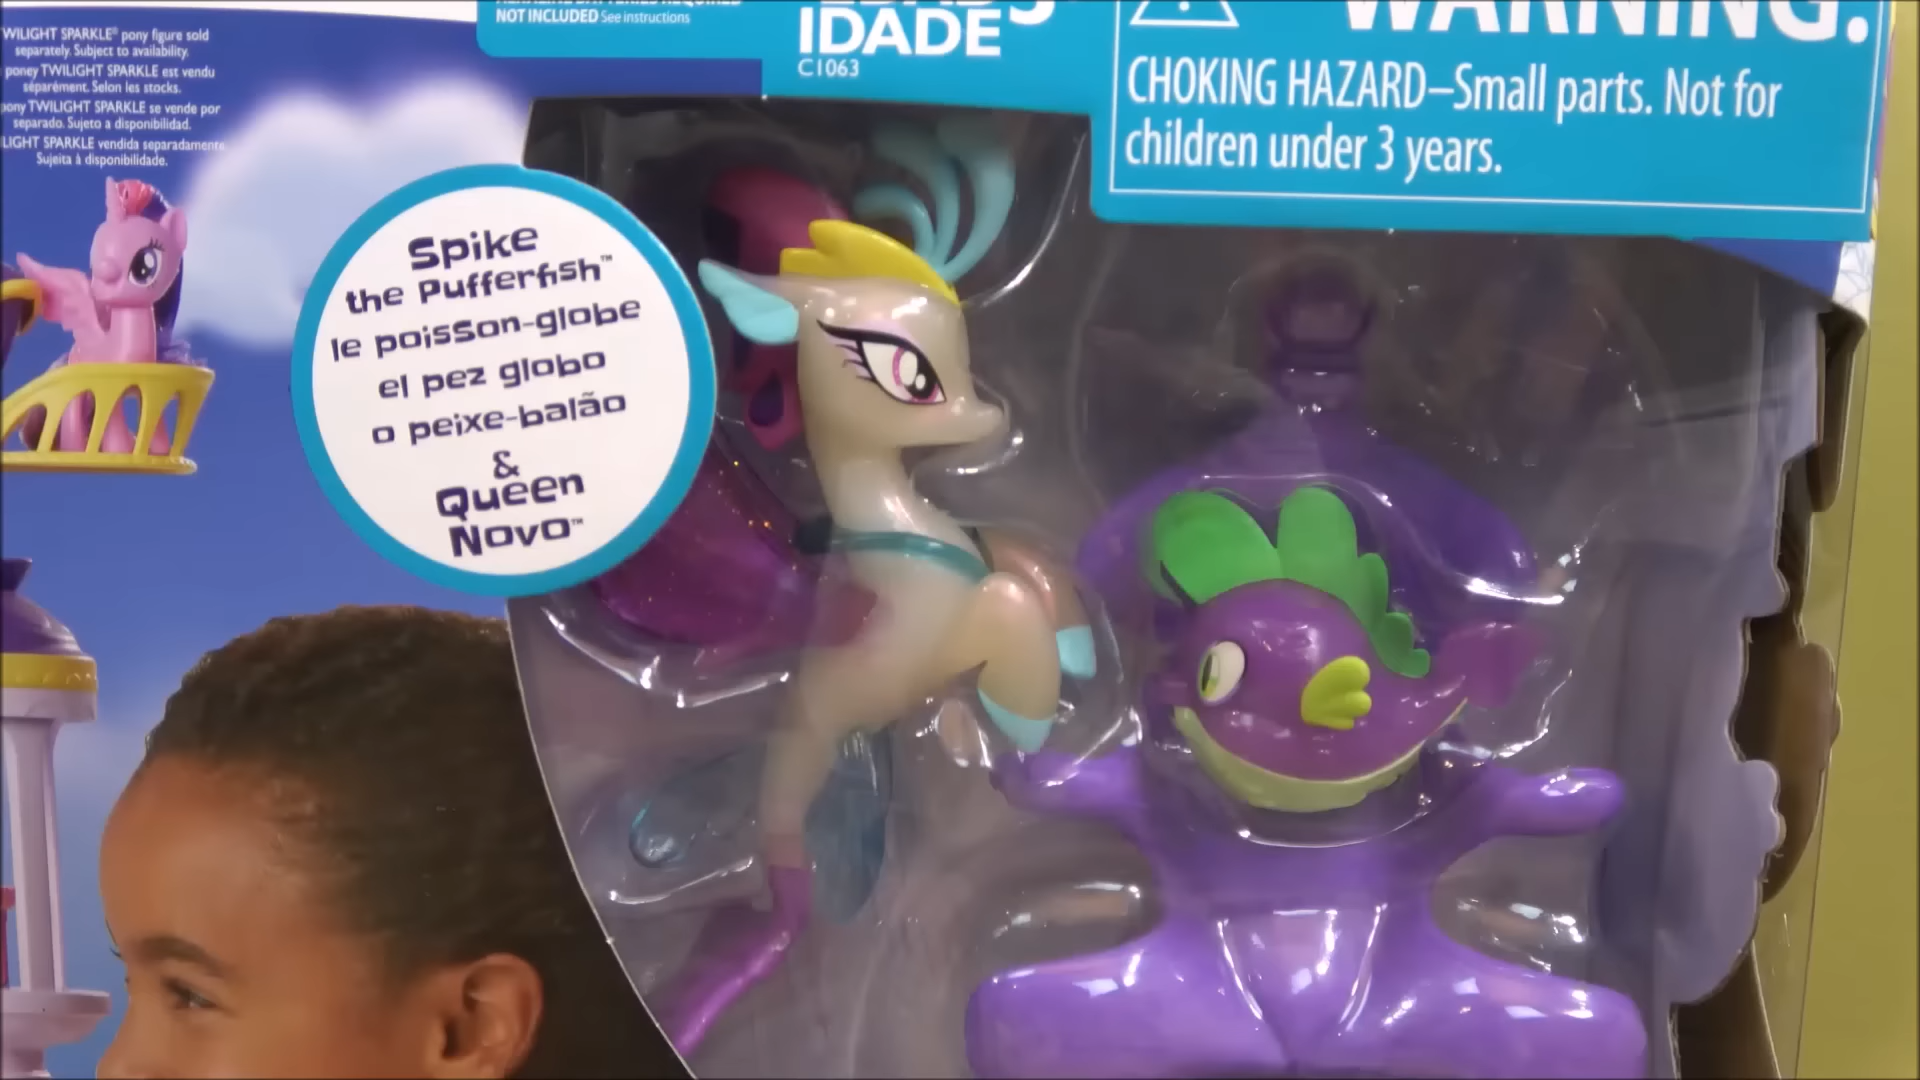 WILIGHT SPARKLE® pony figure sold
separately. Subject to availability.
poney TWILIGHT SPARKLE est vendu
séparément. Selon les stocks.
pony TWILIGHT SPARKLE se vende por
separado. Sujeto a disponibilidad.
LIGHT SPARKLE vendida separadamente.
Sujeita à disponibilidade.
NOT INCLUDED See instructions
IDADE
C1063
WARNING:
CHOKING HAZARD–Small parts. Not for
children under 3 years.
Spike
the Pufferfish™
le poisson-globe
el pez globo
o peixe-balão
&
Queen
Novo™